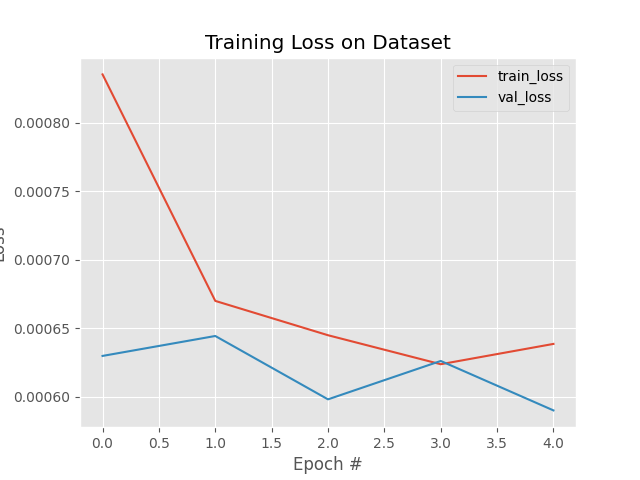 Training Loss on Dataset
train_loss
val_loss
0.00080
0.00075
0.00070
0.00065
0.00060
Loss
0.0 0.5 1.0 1.5 2.0 2.5 3.0 3.5 4.0
Epoch #